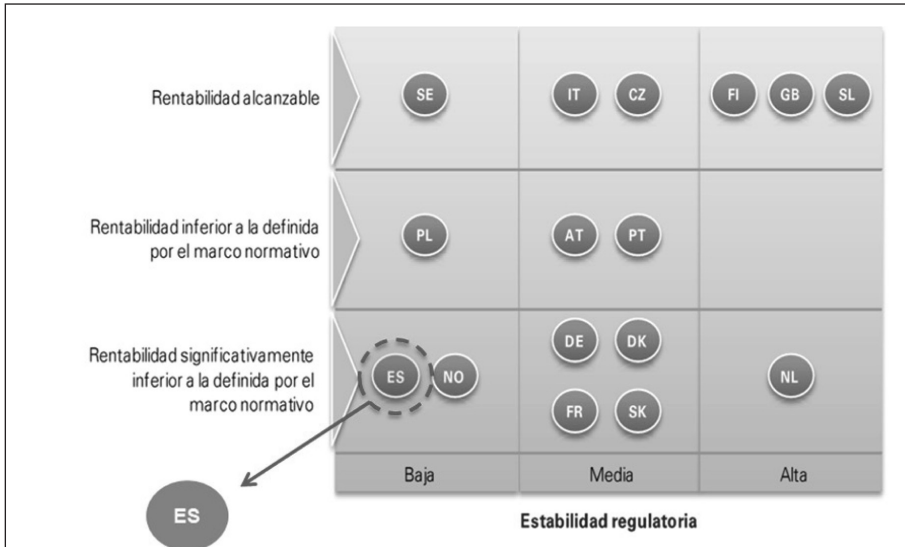 Rentabilidad alcanzable
SE
IT
CZ
FI
GB
SL
Rentabilidad inferior a la definida
por el marco normativo
PL
AT
PT
Rentabilidad significativamente
inferior a la definida por el
marco normativo
ES
NO
DE
DK
FR
SK
NL
Baja
Media
Alta
ES
Estabilidad regulatoria